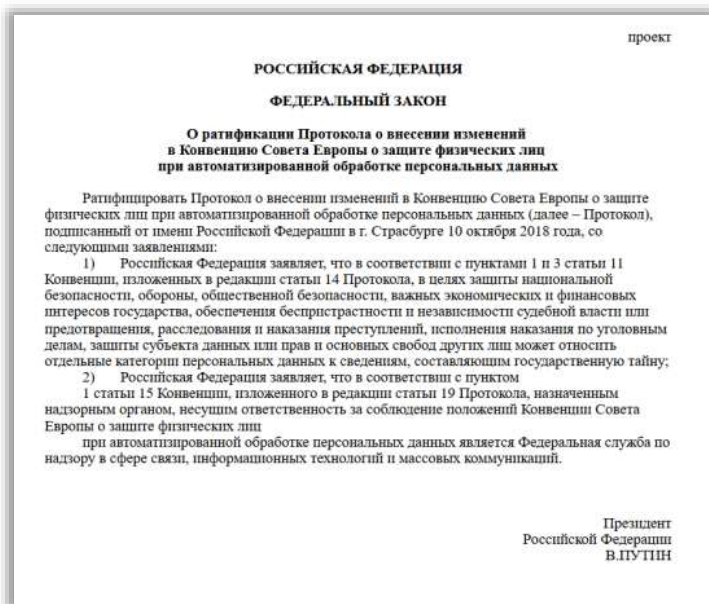 проект
РОССИЙСКАЯ ФЕДЕРАЦИЯ
ФЕДЕРАЛЬНЫЙ ЗАКОН
О ратификации Протокола о внесении изменений
в Конвенцию Совета Европы о защите физических лиц
при автоматизированной обработке персональных данных
Ратифицировать Протокол о внесении изменений в Конвенцию Совета Европы о защите
физических лиц при автоматизированной обработке персональных данных (далее – Протокол),
подписанный от имени Российской Федерации в г. Страсбурге 10 октября 2018 года, со
следующими заявлениями:
1) Российская Федерация заявляет, что в соответствии с пунктами 1 и 3 статьи 11
Конвенции, изложенных в редакции статьи 14 Протокола, в целях защиты национальной
безопасности, обороны, общественной безопасности, важных экономических и финансовых
интересов государства, обеспечения беспристрастности и независимости судебной власти или
предотвращения, расследования и наказания преступлений, исполнения наказания по уголовным
делам, защиты субъекта данных или прав и основных свобод других лиц может относить
отдельные категории персональных данных к сведениям, составляющим государственную тайну;
2) Российская Федерация заявляет, что в соответствии с пунктом
1 статьи 15 Конвенции, изложенного в редакции статьи 19 Протокола, назначенным
надзорным органом, несущим ответственность за соблюдение положений Конвенции Совета
Европы о защите физических лиц
при автоматизированной обработке персональных данных является Федеральная служба по
надзору в сфере связи, информационных технологий и массовых коммуникаций.
Президент
Российской Федерации
В.ПУТИН